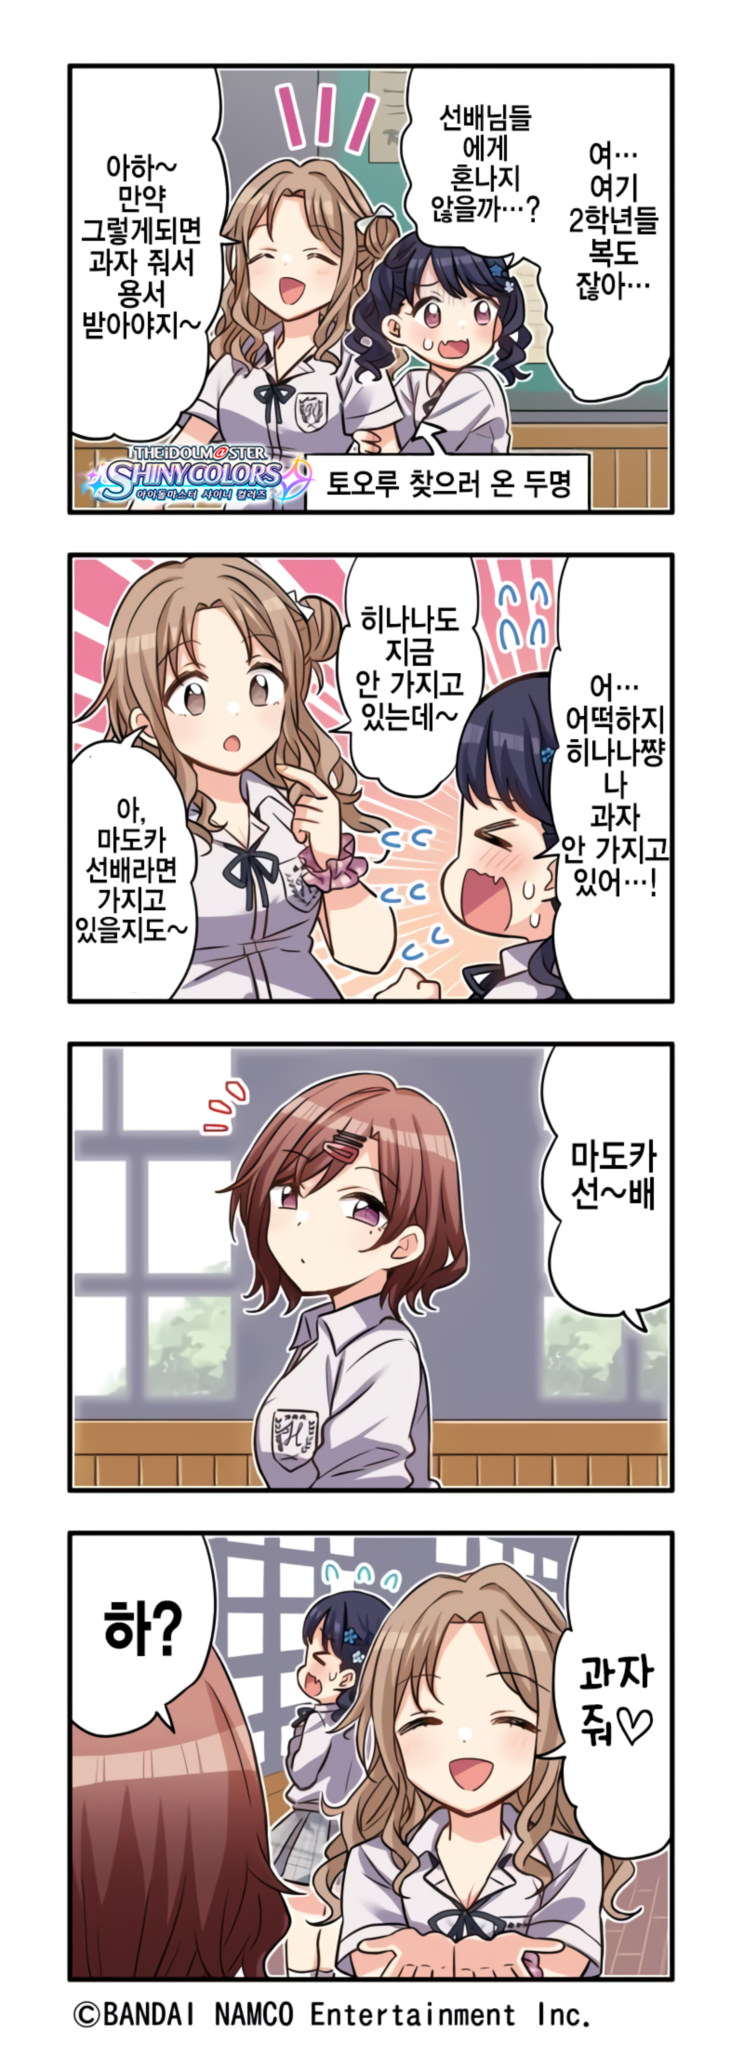 여…
여기
2학년들
복도
잖아…
선배님들
에게
혼나지
않을까…?
아하~
만약
그렇게되면
과자 줘서
용서
받아야지~
THE iDOLM@STER
SHINYCOLORS
아이돌마스터 샤이니 컬러즈
토오루 찾으러 온 두명
어…
어떡하지
히나나쨩
나
과자
안 가지고
있어…!
히나나도
지금
안 가지고
있는데~
아,
마도카
선배라면
가지고
있을지도~
마도카
선~배
과자
줘♡
하?
©BANDAI NAMCO Entertainment Inc.